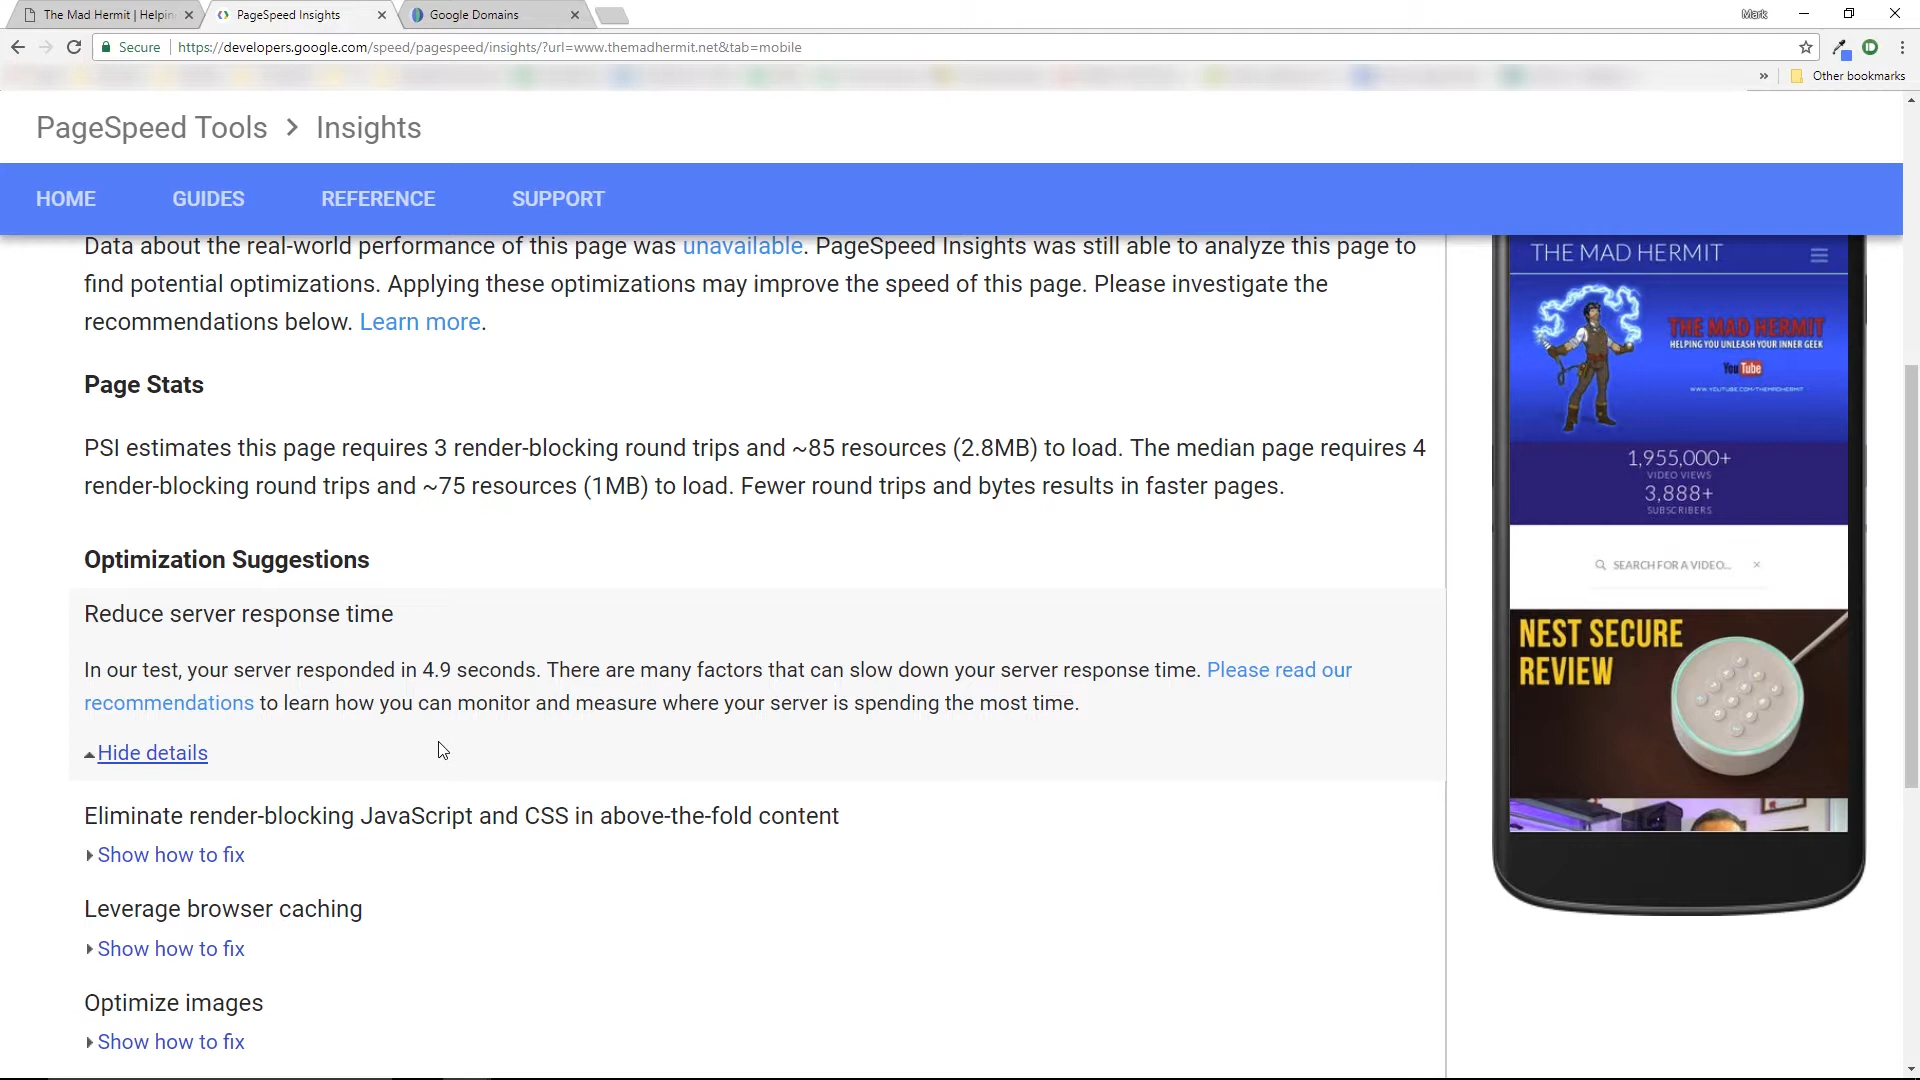 The Mad Hermit | Helpin
PageSpeed Insights
Google Domains
Mark
Secure
https://developers.google.com/speed/pagespeed/insights/?url=www.themadhermit.net&tab=mobile
»
Other bookmarks
PageSpeed Tools > Insights
HOME
GUIDES
REFERENCE
SUPPORT
Data about the real-world performance of this page was unavailable. PageSpeed Insights was still able to analyze this page to
find potential optimizations. Applying these optimizations may improve the speed of this page. Please investigate the
recommendations below. Learn more.
Page Stats
PSI estimates this page requires 3 render-blocking round trips and ~85 resources (2.8MB) to load. The median page requires 4
render-blocking round trips and ~75 resources (1MB) to load. Fewer round trips and bytes results in faster pages.
Optimization Suggestions
Reduce server response time
In our test, your server responded in 4.9 seconds. There are many factors that can slow down your server response time. Please read our
recommendations to learn how you can monitor and measure where your server is spending the most time.
Hide details
Eliminate render-blocking JavaScript and CSS in above-the-fold content
Show how to fix
Leverage browser caching
Show how to fix
Optimize images
Show how to fix
THE MAD HERMIT
THE MAD HERMIT
HELPING YOU UNLEASH YOUR INNER GEEK
YouTube
WWW.YOUTUBE.COM/THEMADHERMIT
1,955,000+
VIDEO VIEWS
3,888+
SUBSCRIBERS
SEARCH FOR A VIDEO...
NEST SECURE
REVIEW